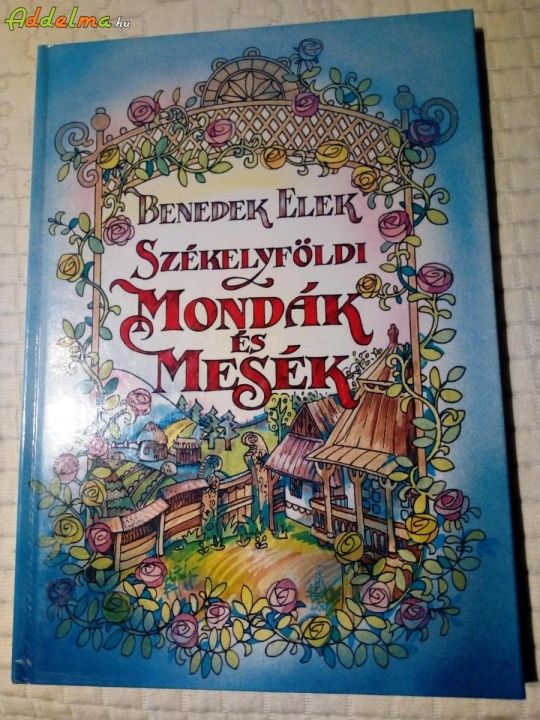 Addelma.hu
BENEDEK ELEK
SZÉKELYFÖLDI
MONDÁK
ÉS
MESÉK